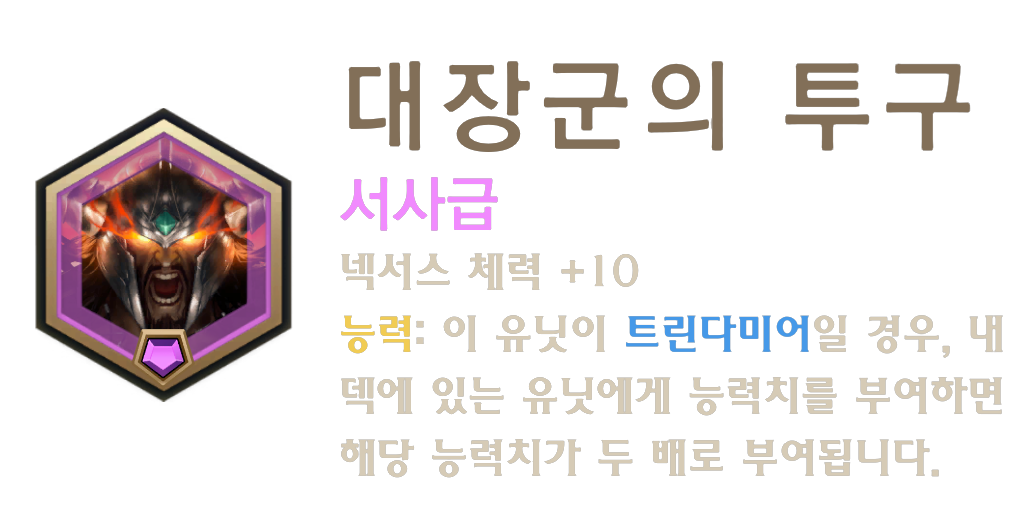 대장군의 투구
서사급
넥서스 체력 +10
능력: 이 유닛이 트린다미어일 경우, 내
덱에 있는 유닛에게 능력치를 부여하면
해당 능력치가 두 배로 부여됩니다.